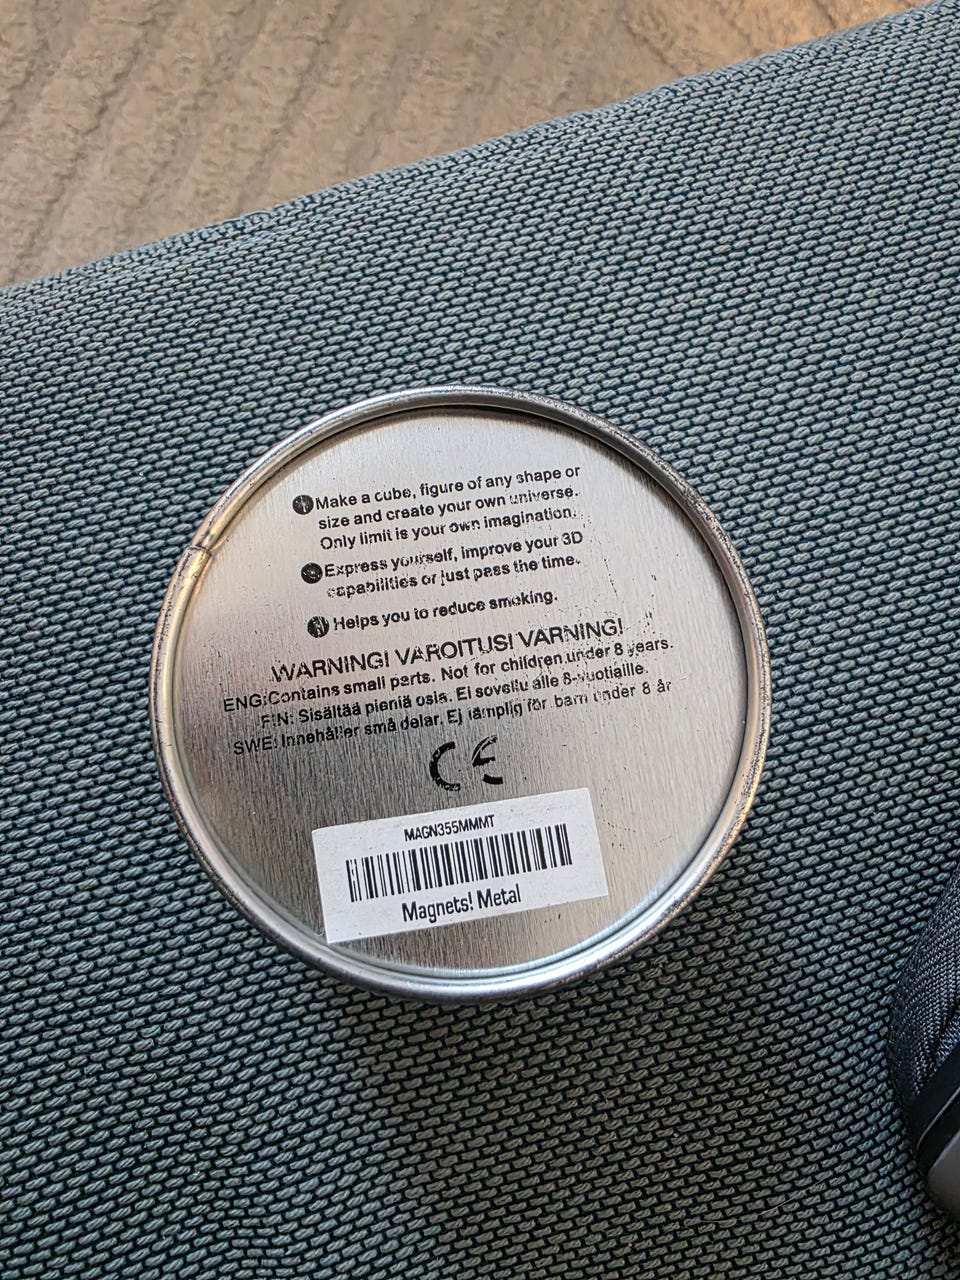 Make a cube, figure of any shape or
size and create your own universe.
Only limit is your own imagination.
Express yourself, improve your 3D
capabilities or just pass the time.
Helps you to reduce smoking.
WARNING! VAROITUS! VARNING!
ENG:Contains small parts. Not for children under 8 years.
FIN: Sisältää pieniä osia. Ei sovellu alle 8-vuotiaille.
SWE: Innehåller små delar. Ej lämplig för barn under 8 år
CE
MAGN355MMMT
Magnets! Metal